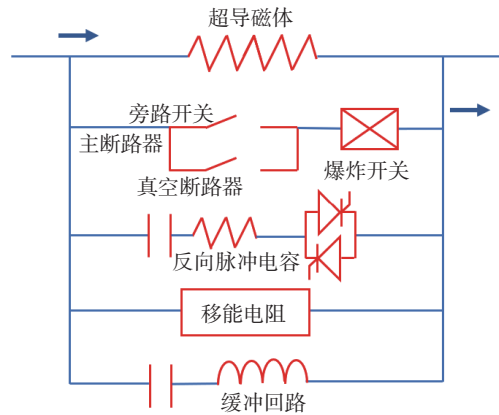 超导磁体
旁路开关
主断路器
真空断路器
爆炸开关
反向脉冲电容
移能电阻
缓冲回路